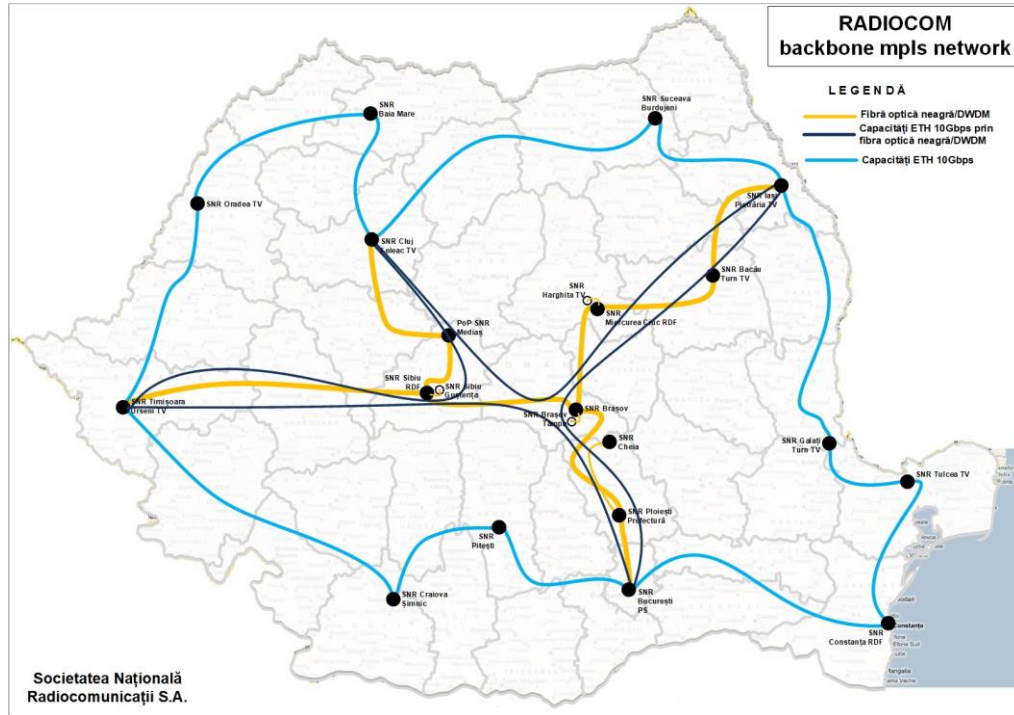 RADIOCOM
backbone mpls network
LEGENDĂ
Fibră optică neagră/DWDM
Capacități ETH 10Gbps prin
fibra optică neagră/DWDM
Capacități ETH 10Gbps
SNR
Baia Mare
SNR Suceava
Burdujeni
SNR Iași
Pietrăria TV
SNR Oradea TV
SNR Cluj
Feleac TV
SNR Bacău
Turn TV
SNR
Harghita TV
SNR
Miercurea Ciuc RDF
PoP SNR
Mediaș
SNR Sibiu
RDF
SNR Sibiu
Gușterița
SNR Timișoara
Urseni TV
SNR Brașov
SNR Brașov
Tâmpa
SNR
Cheia
SNR Galați
Turn TV
SNR Tulcea TV
SNR Ploiești
Prefectură
SNR
Pitești
SNR Craiova
Șimnic
SNR
București
PS
SNR
Constanța RDF
Constanța
Mangalia
Societatea Națională
Radiocomunicații S.A.